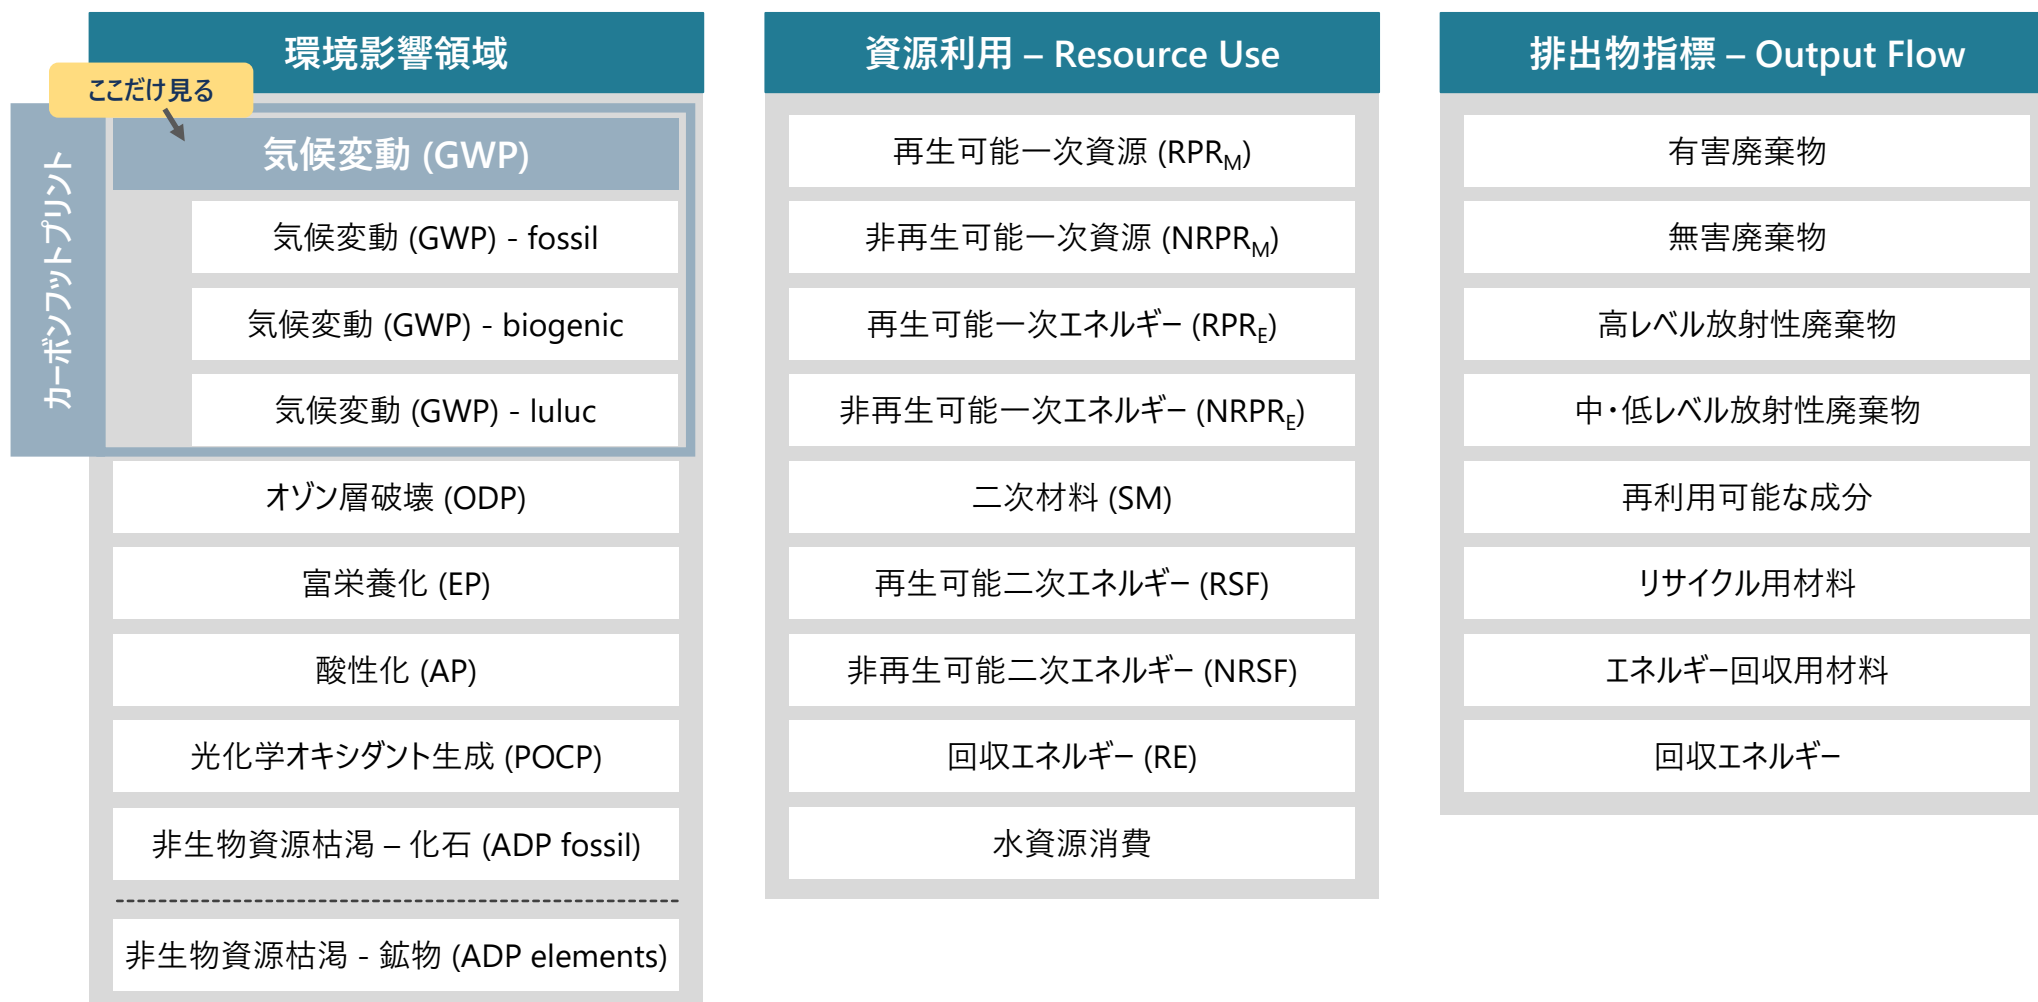 環境影響領域
ここだけ見る
カーボンフットプリント
気候変動 (GWP)
気候変動 (GWP) - fossil
気候変動 (GWP) - biogenic
気候変動 (GWP) - luluc
オゾン層破壊 (ODP)
富栄養化 (EP)
酸性化 (AP)
光化学オキシダント生成 (POCP)
非生物資源枯渇 – 化石 (ADP fossil)
非生物資源枯渇 - 鉱物 (ADP elements)
資源利用 – Resource Use
再生可能一次資源 (RPRM)
非再生可能一次資源 (NRPRM)
再生可能一次エネルギー (RPRE)
非再生可能一次エネルギー (NRPRE)
二次材料 (SM)
再生可能二次エネルギー (RSF)
非再生可能二次エネルギー (NRSF)
回収エネルギー (RE)
水資源消費
排出物指標 – Output Flow
有害廃棄物
無害廃棄物
高レベル放射性廃棄物
中・低レベル放射性廃棄物
再利用可能な成分
リサイクル用材料
エネルギー回収用材料
回収エネルギー